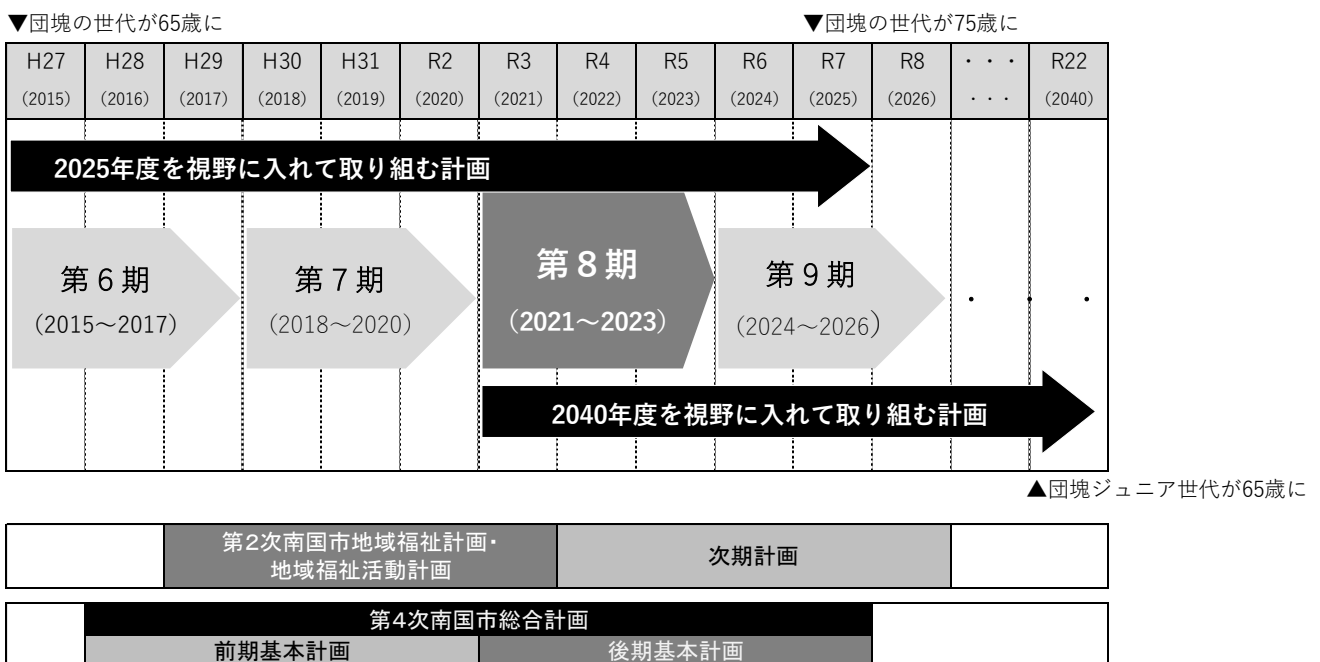 ▼団塊の世代が65歳に ▼団塊の世代が75歳に
H27 H28 H29 H30 H31 R2 R3 R4 R5 R6 R7 R8 ・・・ R22
(2015) (2016) (2017) (2018) (2019) (2020) (2021) (2022) (2023) (2024) (2025) (2026) ・・・ (2040)
2025年度を視野に入れて取り組む計画
第6期 第7期 第8期 第9期
(2015～2017) (2018～2020) (2021～2023) (2024～2026) ・・・
2040年度を視野に入れて取り組む計画
▲団塊ジュニア世代が65歳に
第2次南国市地域福祉計画・
地域福祉活動計画
次期計画
第4次南国市総合計画
前期基本計画 後期基本計画